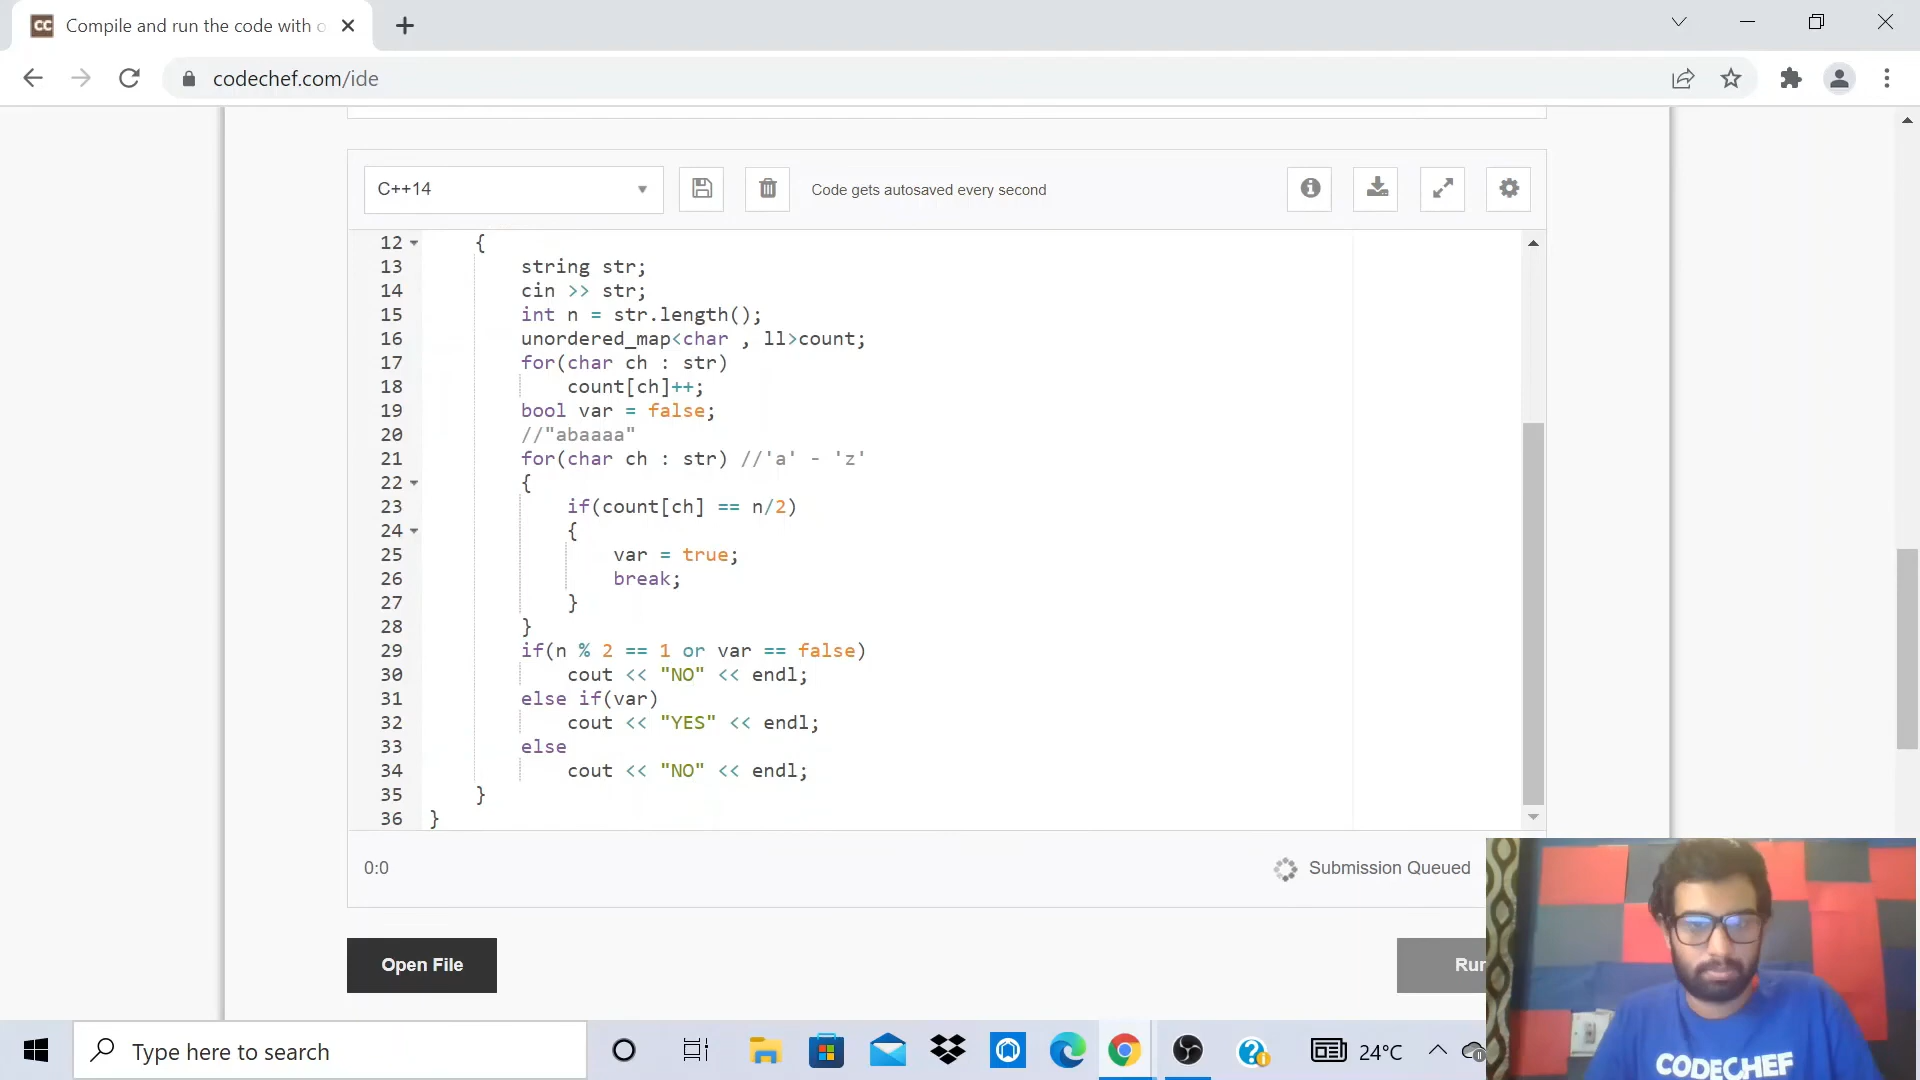 CC Compile and run the code with o
codechef.com/ide
C++14
Code gets autosaved every second
12 {
13 string str;
14 cin >> str;
15 int n = str.length();
16 unordered_map<char , ll>count;
17 for(char ch : str)
18 count[ch]++;
19 bool var = false;
20 //"abaaaa"
21 for(char ch : str) //'a' - 'z'
22 {
23 if(count[ch] == n/2)
24 {
25 var = true;
26 break;
27 }
28 }
29 if(n % 2 == 1 or var == false)
30 cout << "NO" << endl;
31 else if(var)
32 cout << "YES" << endl;
33 else
34 cout << "NO" << endl;
35 }
36 }
0:0
Submission Queued
Open File
Run
CODECHEF
Type here to search
24°C